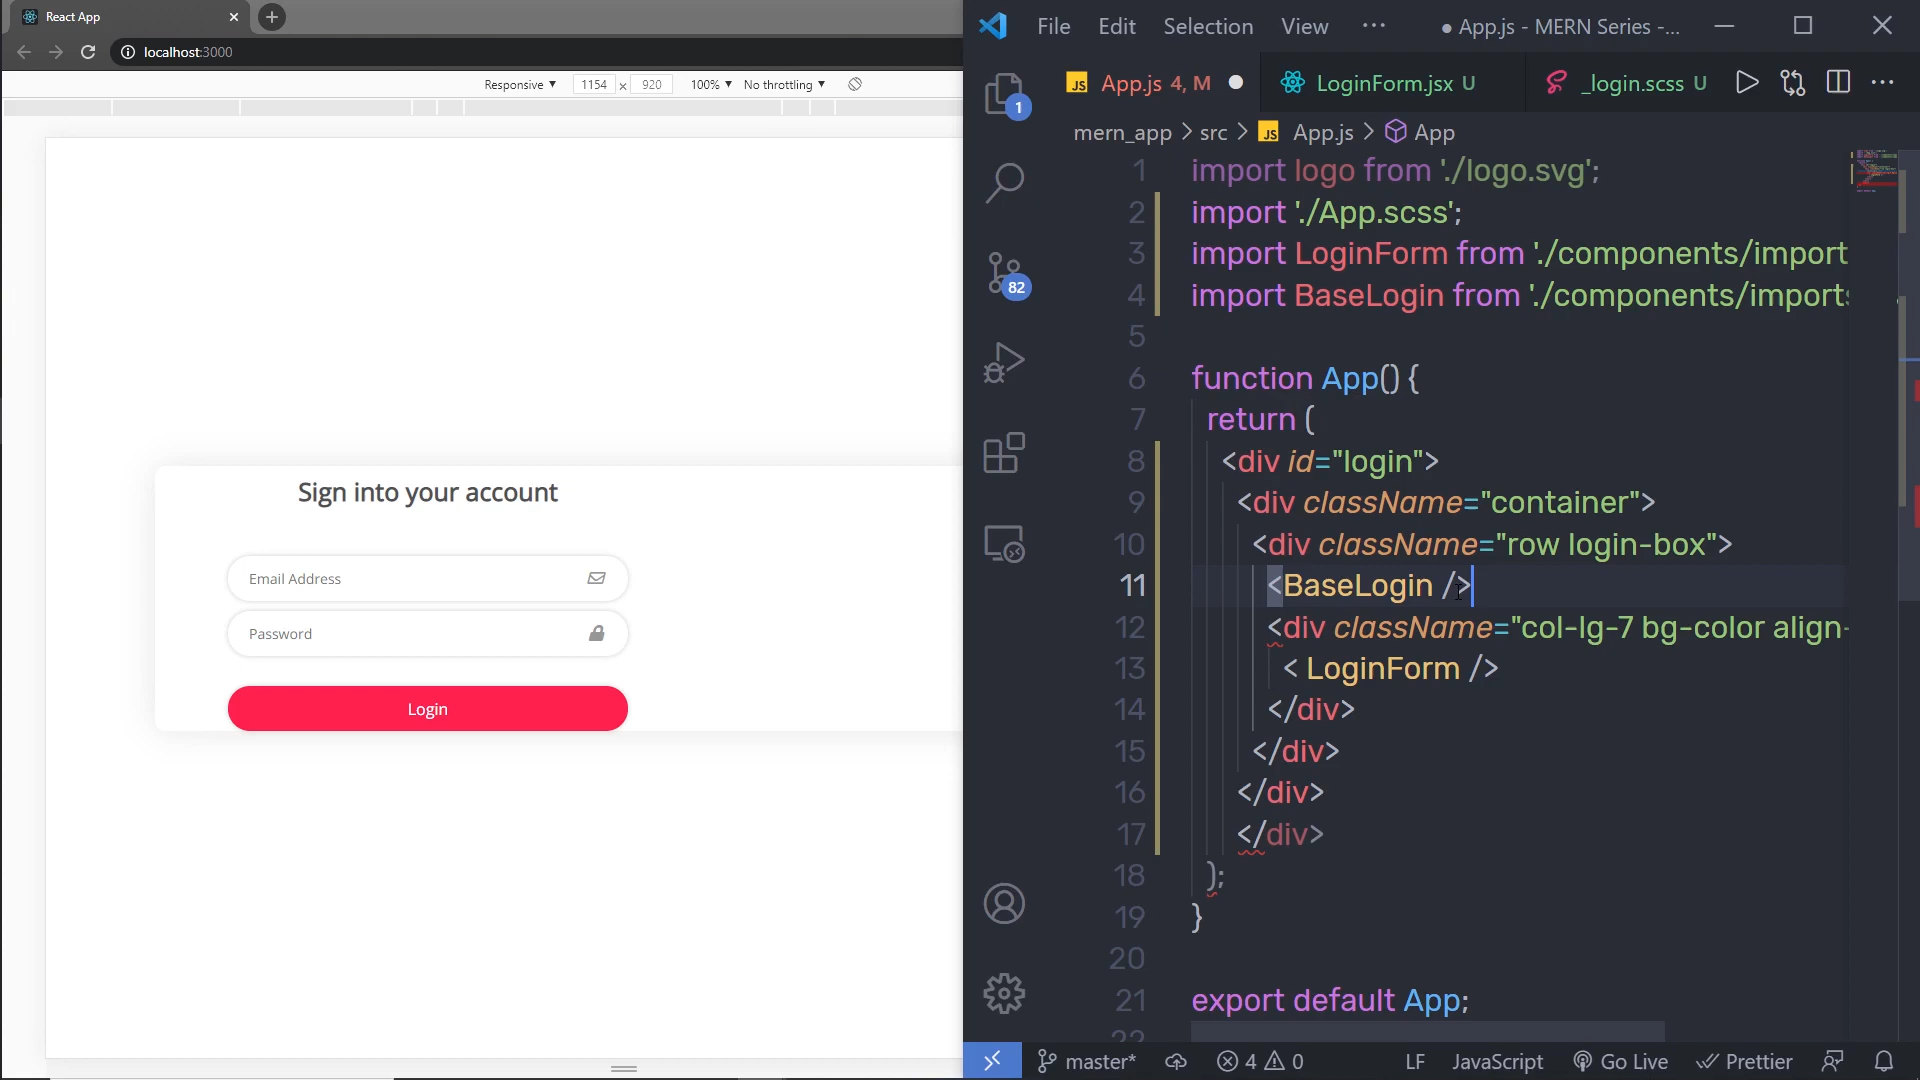 React App
localhost:3000
Responsive 1154 x 920 100% No throttling
Sign into your account
Email Address
Password
Login
File Edit Selection View ··· ● App.js - MERN Series -...
JS App.js 4, M LoginForm.jsx U _login.scss U
mern_app > src > JS App.js > App
1 import logo from './logo.svg';
2 import './App.scss';
3 import LoginForm from './components/import
4 import BaseLogin from './components/imports
5
6 function App() {
7 return (
8 <div id="login">
9 <div className="container">
10 <div className="row login-box">
11 <BaseLogin />
12 <div className="col-lg-7 bg-color align-
13 < LoginForm />
14 </div>
15 </div>
16 </div>
17 </div>
18 );
19 }
20
21 export default App;
22
1
82
master* 4 0 LF JavaScript Go Live Prettier